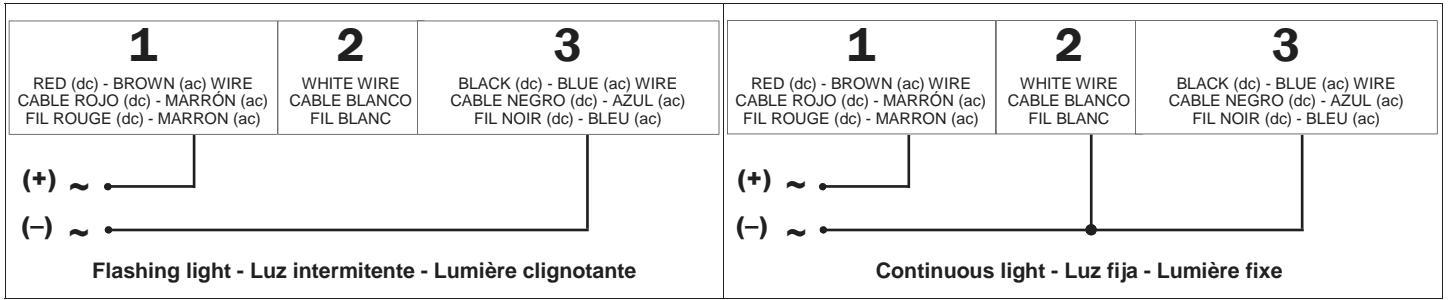 1
RED (dc) - BROWN (ac) WIRE
CABLE ROJO (dc) - MARRÓN (ac)
FIL ROUGE (dc) - MARRON (ac)
2
WHITE WIRE
CABLE BLANCO
FIL BLANC
3
BLACK (dc) - BLUE (ac) WIRE
CABLE NEGRO (dc) - AZUL (ac)
FIL NOIR (dc) - BLEU (ac)
(+) ~
(–) ~
Flashing light - Luz intermitente - Lumière clignotante
1
RED (dc) - BROWN (ac) WIRE
CABLE ROJO (dc) - MARRÓN (ac)
FIL ROUGE (dc) - MARRON (ac)
2
WHITE WIRE
CABLE BLANCO
FIL BLANC
3
BLACK (dc) - BLUE (ac) WIRE
CABLE NEGRO (dc) - AZUL (ac)
FIL NOIR (dc) - BLEU (ac)
(+) ~
(–) ~
Continuous light - Luz fija - Lumière fixe